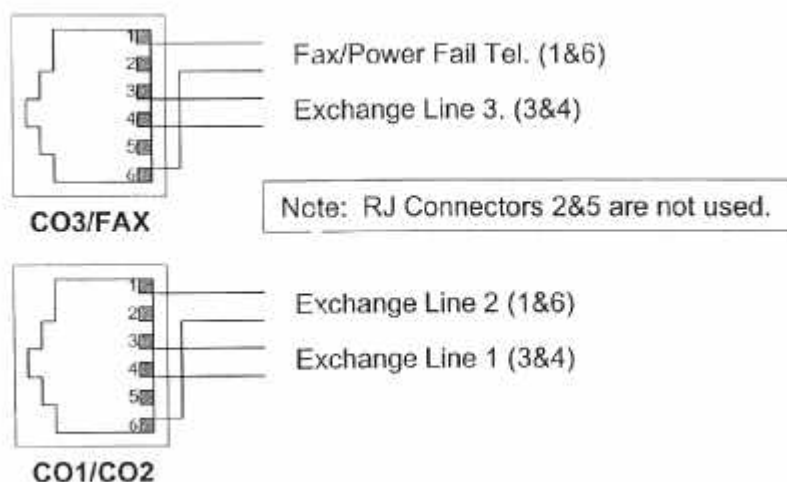 1
2
3
4
5
6
Fax/Power Fail Tel. (1&6)
Exchange Line 3. (3&4)
CO3/FAX
Note: RJ Connectors 2&5 are not used.
1
2
3
4
5
6
Exchange Line 2 (1&6)
Exchange Line 1 (3&4)
CO1/CO2